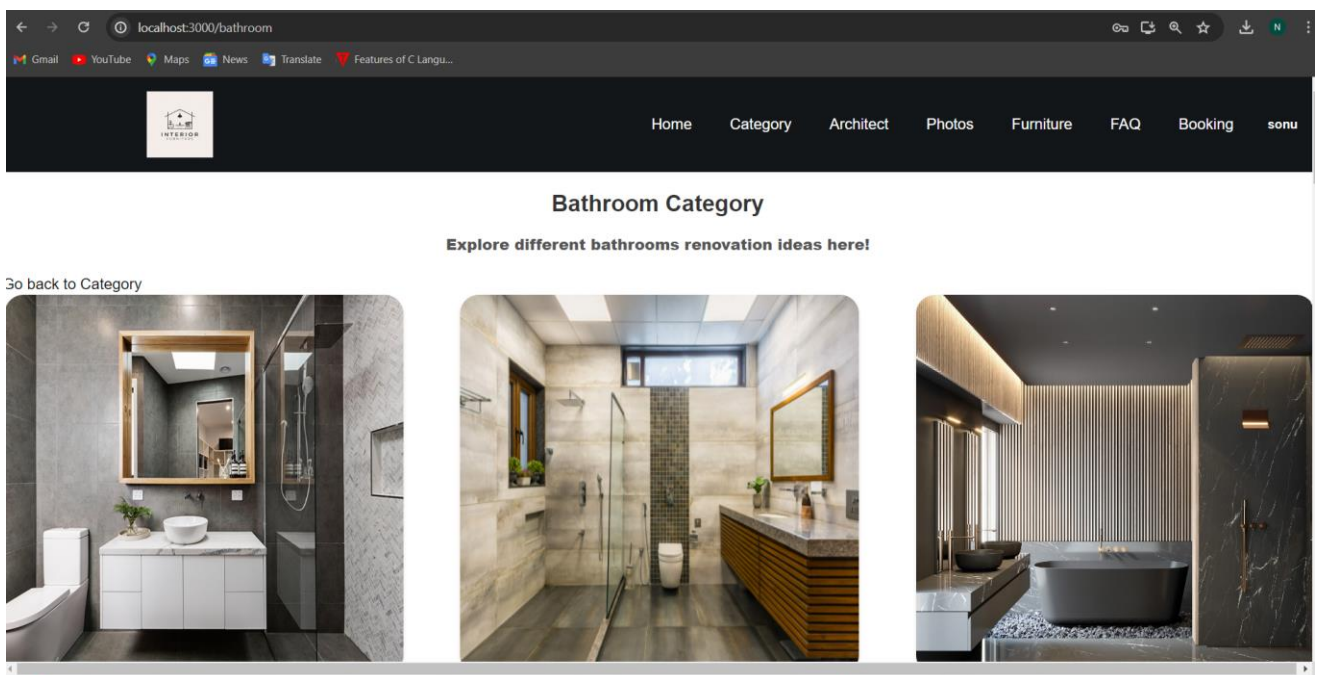 localhost:3000/bathroom
N
Gmail YouTube Maps News Translate Features of C Langu...
INTERIOR
Home Category Architect Photos Furniture FAQ Booking sonu
Bathroom Category
Explore different bathrooms renovation ideas here!
Go back to Category